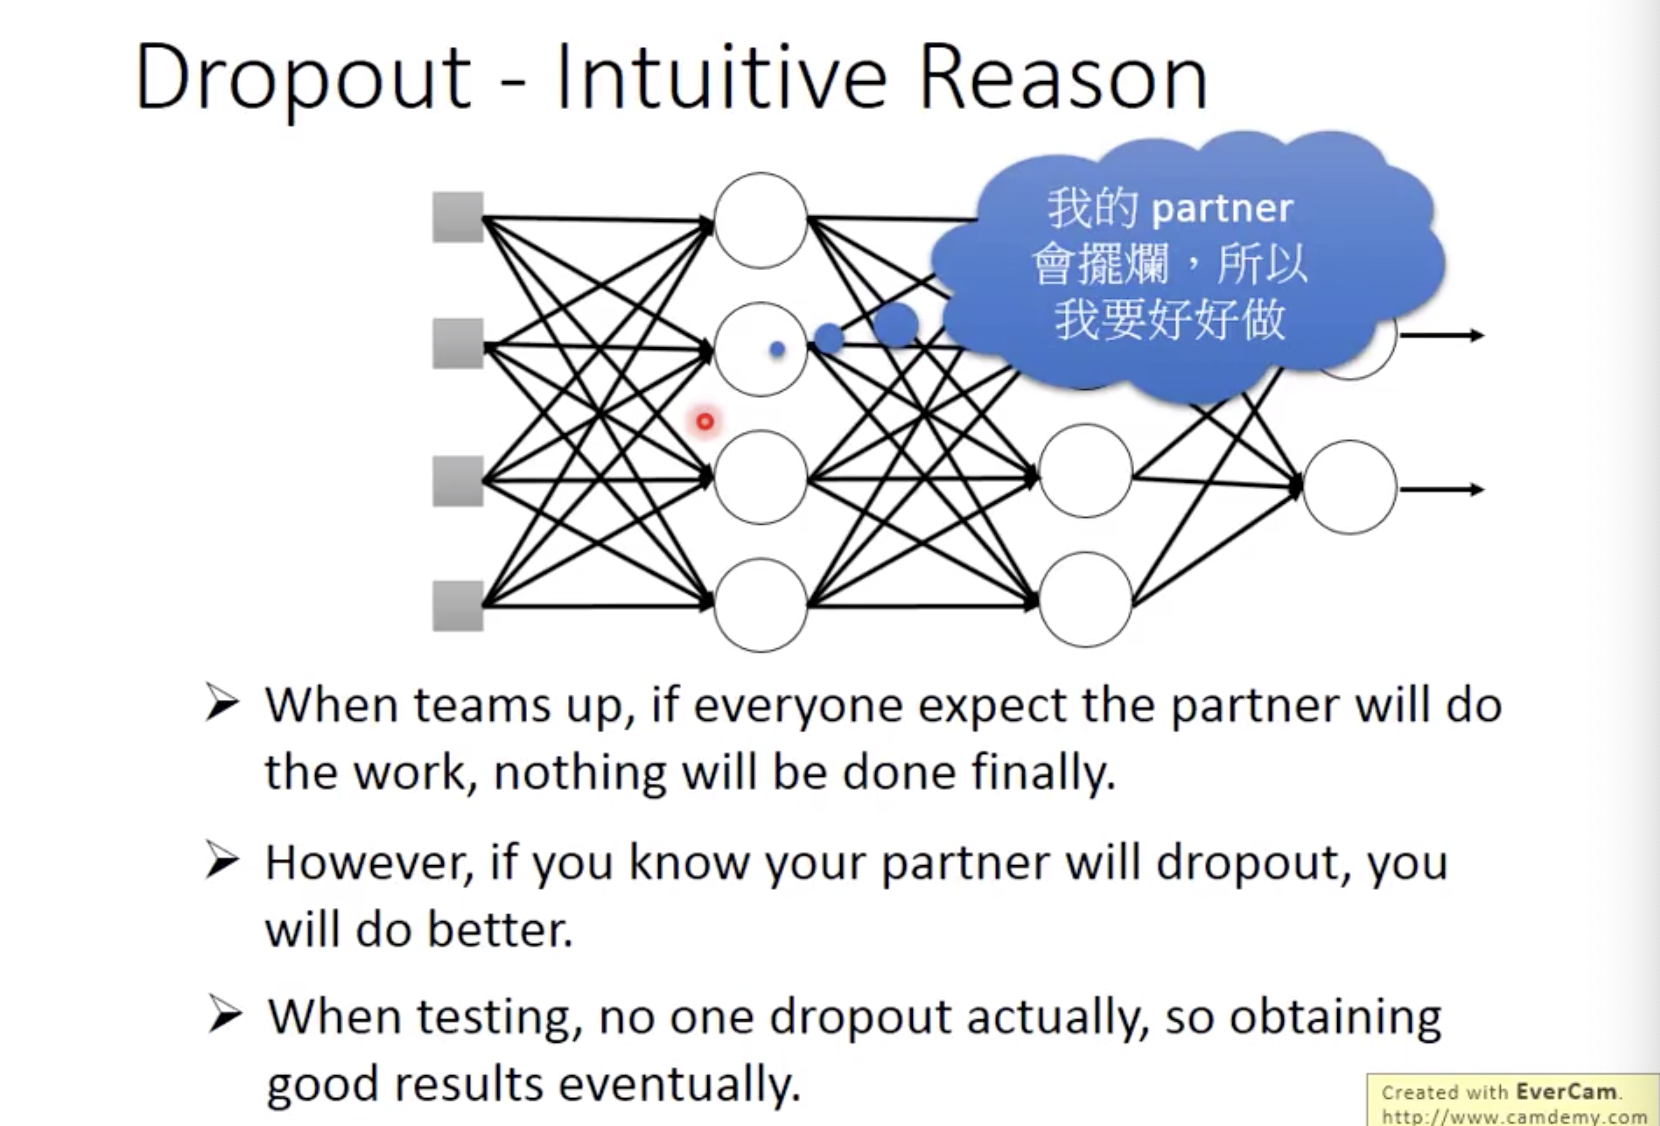 Dropout - Intuitive Reason
我的 partner
會擺爛，所以
我要好好做
When teams up, if everyone expect the partner will do
the work, nothing will be done finally.
However, if you know your partner will dropout, you
will do better.
When testing, no one dropout actually, so obtaining
good results eventually.
Created with EverCam.
http://www.camdemy.com